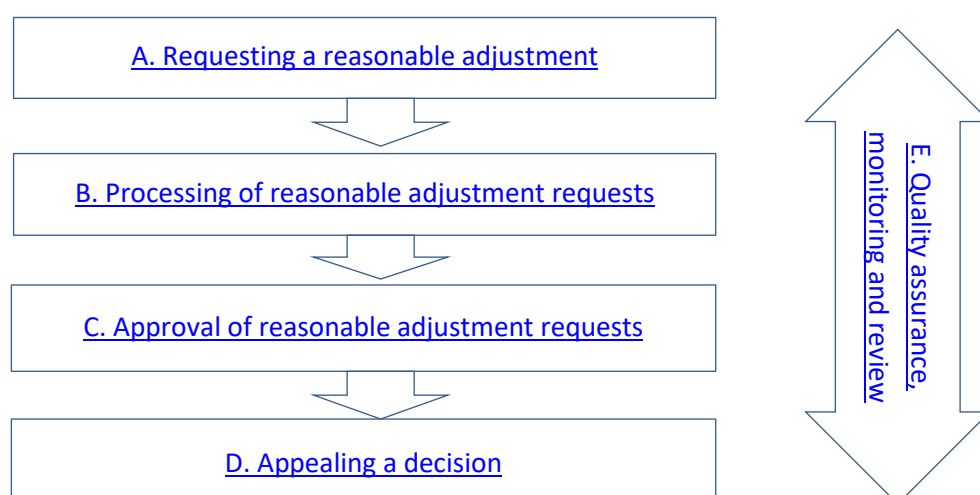 A. Requesting a reasonable adjustment
B. Processing of reasonable adjustment requests
C. Approval of reasonable adjustment requests
D. Appealing a decision
E. Quality assurance,
monitoring and review